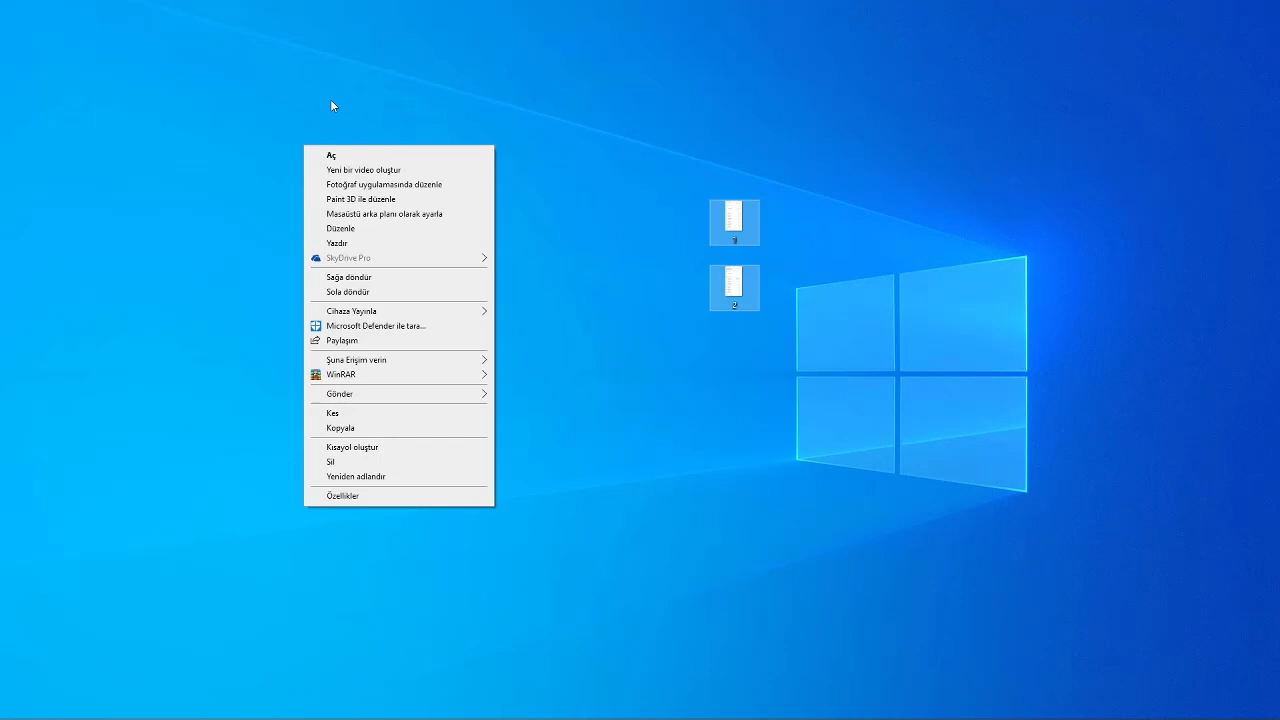 Aç
Yeni bir video oluştur
Fotoğraf uygulamasında düzenle
Paint 3D ile düzenle
Masaüstü arka planı olarak ayarla
Düzenle
Yazdır
SkyDrive Pro
Sağa döndür
Sola döndür
Cihaza Yayınla
Microsoft Defender ile tara...
Paylaşım
Şuna Erişim verin
WinRAR
Gönder
Kes
Kopyala
Kısayol oluştur
Sil
Yeniden adlandır
Özellikler
1
2